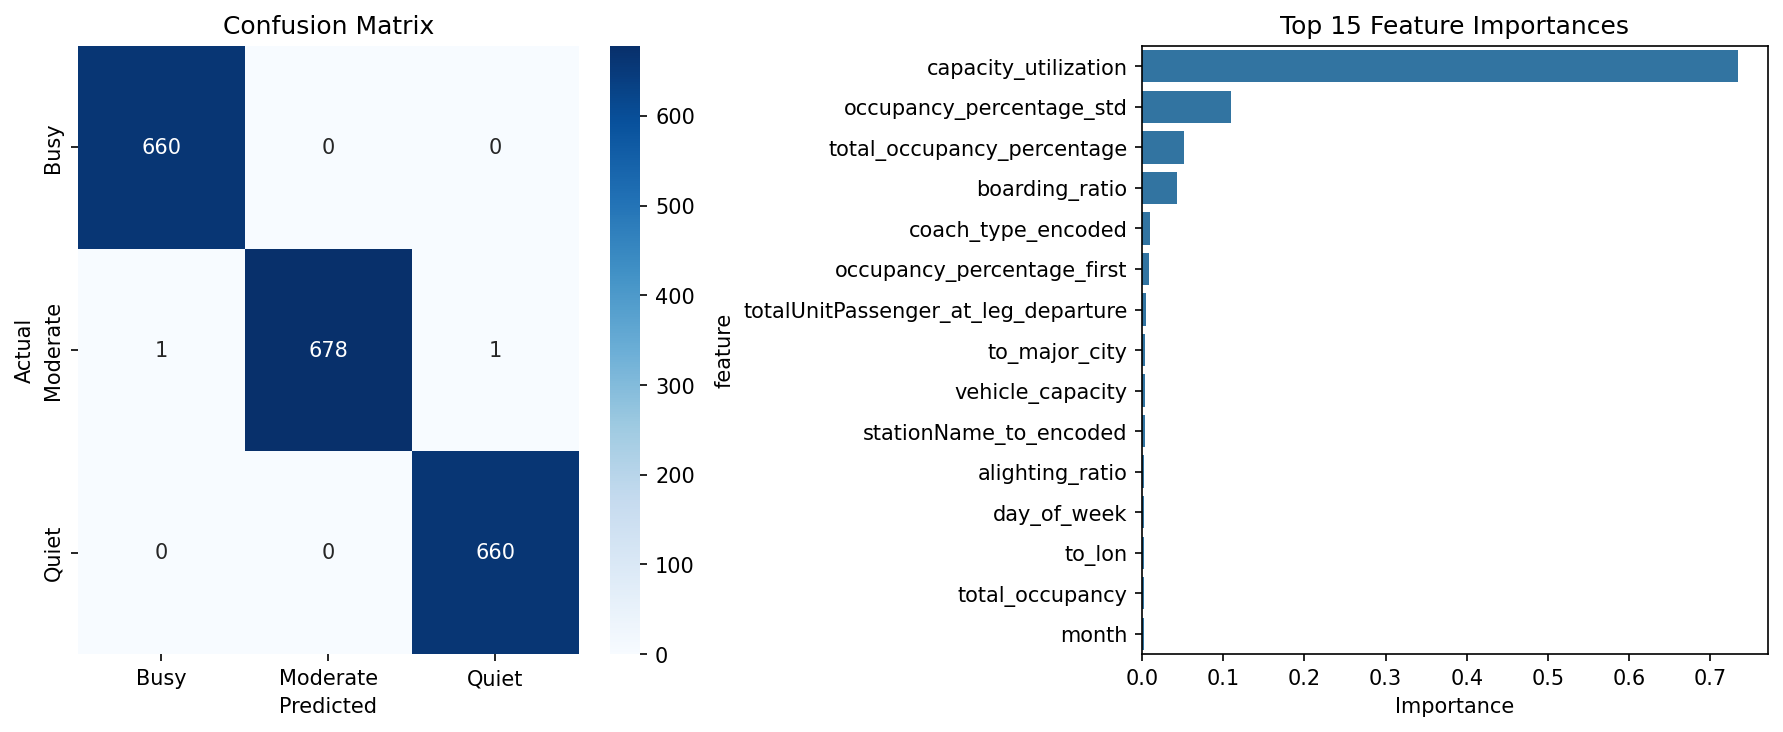 Confusion Matrix
Actual
Busy
Moderate
Quiet
660 0 0
1 678 1
0 0 660
Busy Moderate Quiet
Predicted
600
500
400
300
200
100
0
Top 15 Feature Importances
feature
capacity_utilization
occupancy_percentage_std
total_occupancy_percentage
boarding_ratio
coach_type_encoded
occupancy_percentage_first
totalUnitPassenger_at_leg_departure
to_major_city
vehicle_capacity
stationName_to_encoded
alighting_ratio
day_of_week
to_lon
total_occupancy
month
0.0 0.1 0.2 0.3 0.4 0.5 0.6 0.7
Importance